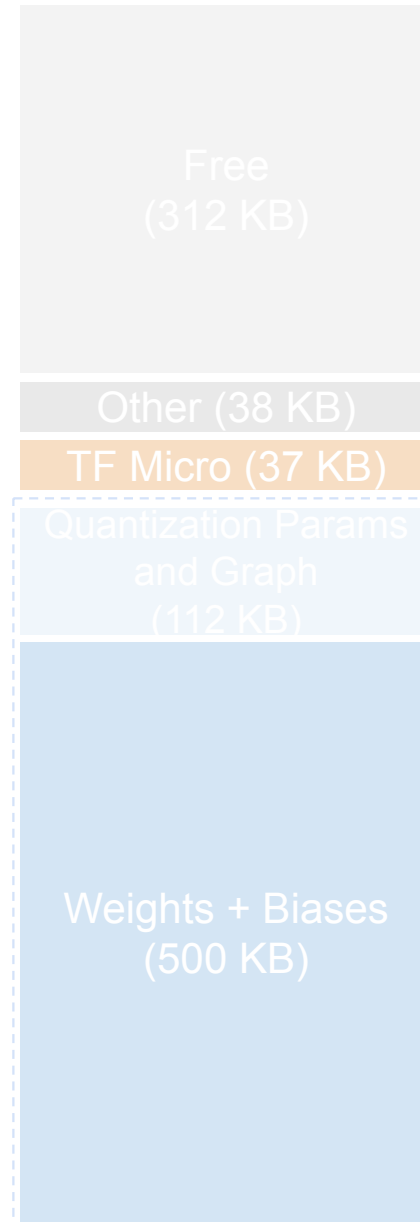 Free
(312 KB)
Other (38 KB)
TF Micro (37 KB)
Quantization Params
and Graph
(112 KB)
Weights + Biases
(500 KB)